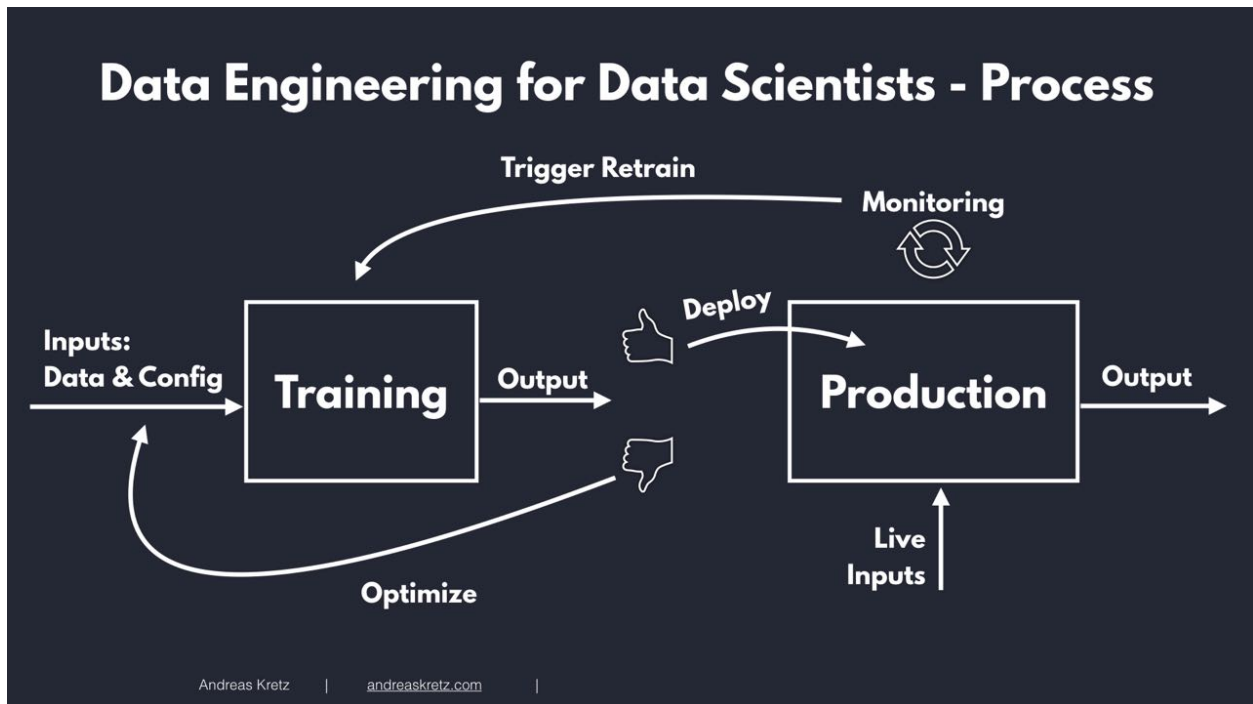 Data Engineering for Data Scientists - Process
Trigger Retrain
Monitoring
Deploy
Inputs:
Data & Config
Training
Output
Production
Output
Live
Inputs
Optimize
Andreas Kretz | andreaskretz.com |